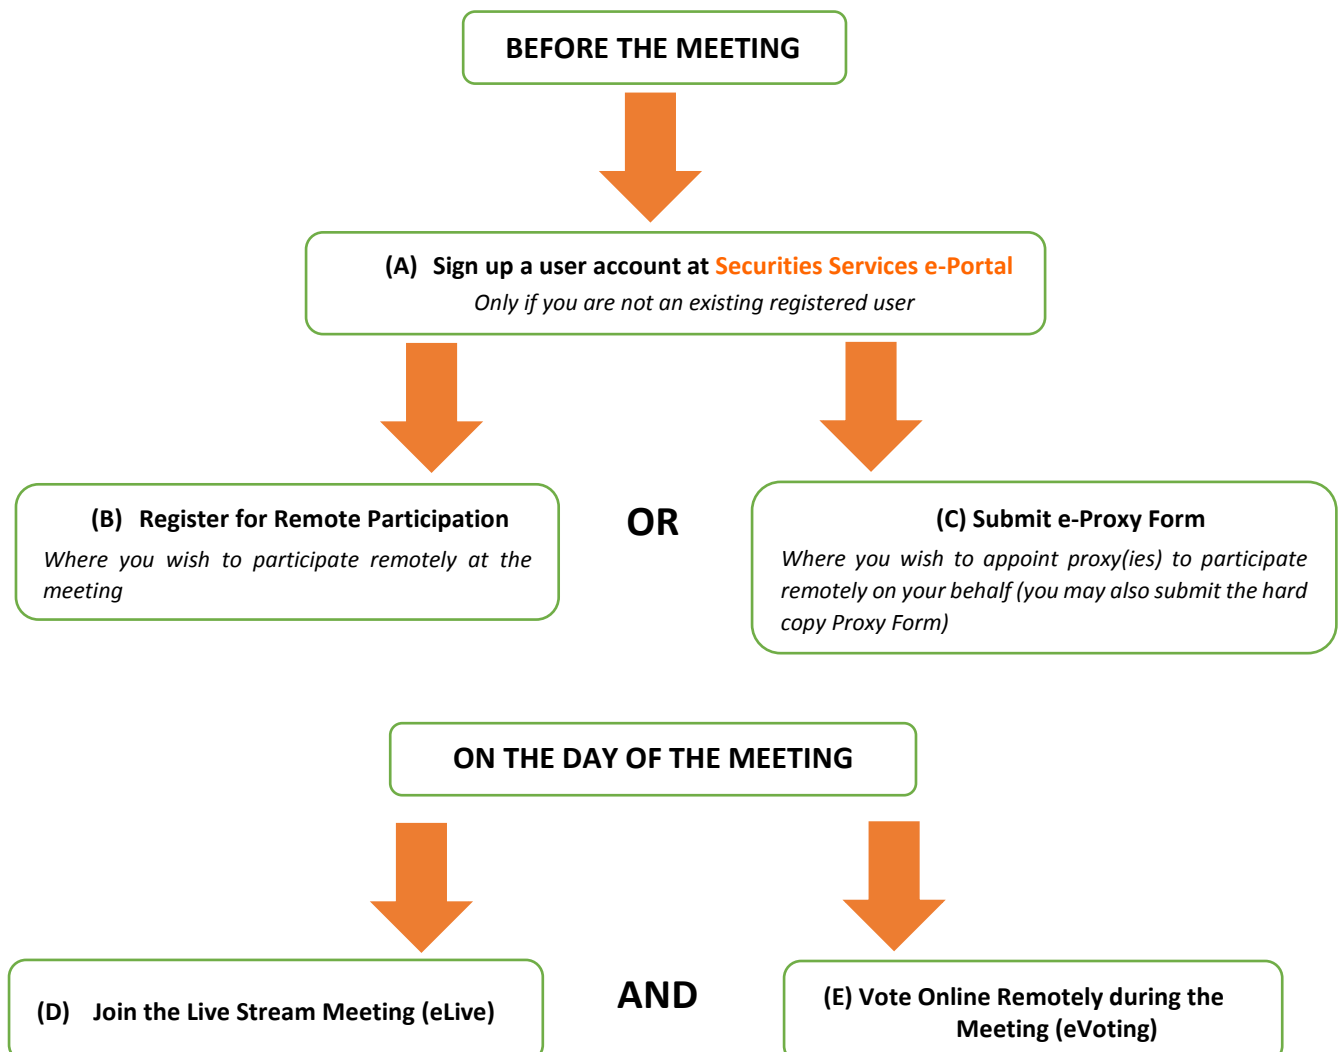 BEFORE THE MEETING
(A) Sign up a user account at Securities Services e-Portal
Only if you are not an existing registered user
(B) Register for Remote Participation
Where you wish to participate remotely at the
meeting
OR
(C) Submit e-Proxy Form
Where you wish to appoint proxy(ies) to participate
remotely on your behalf (you may also submit the hard
copy Proxy Form)
ON THE DAY OF THE MEETING
(D) Join the Live Stream Meeting (eLive)
AND
(E) Vote Online Remotely during the
Meeting (eVoting)